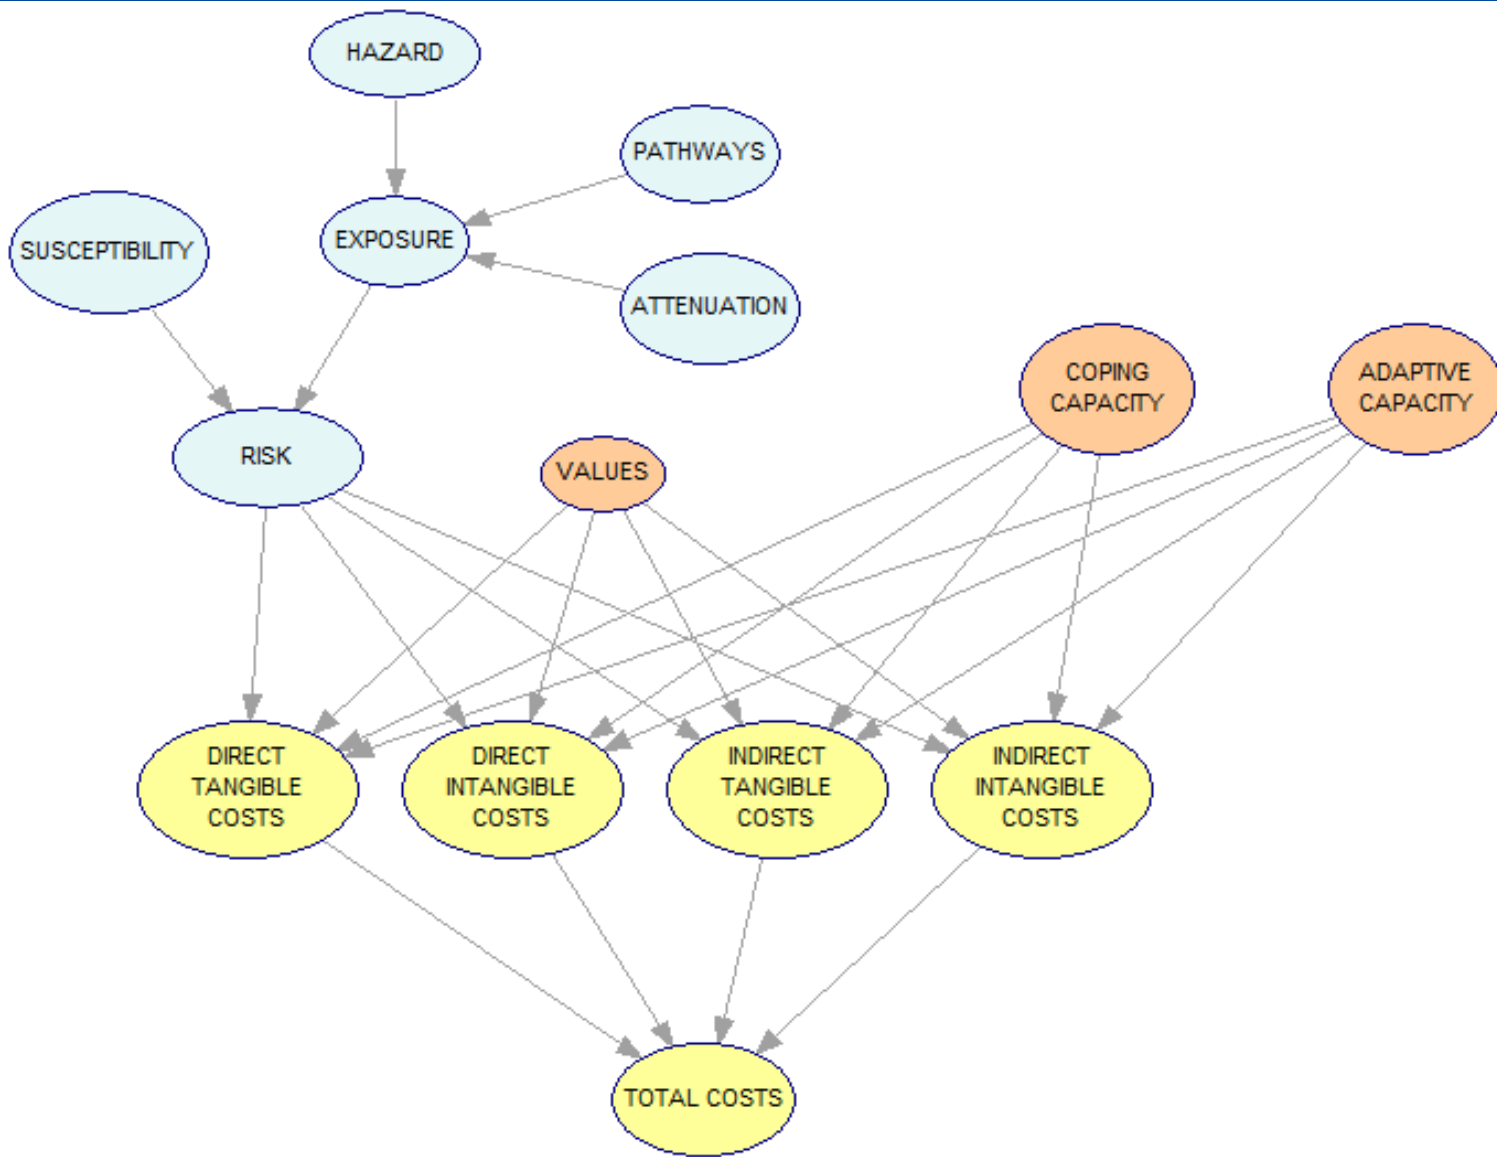 HAZARD
PATHWAYS
EXPOSURE
SUSCEPTIBILITY
ATTENUATION
COPING
CAPACITY
ADAPTIVE
CAPACITY
RISK
VALUES
DIRECT
TANGIBLE
COSTS
DIRECT
INTANGIBLE
COSTS
INDIRECT
TANGIBLE
COSTS
INDIRECT
INTANGIBLE
COSTS
TOTAL COSTS